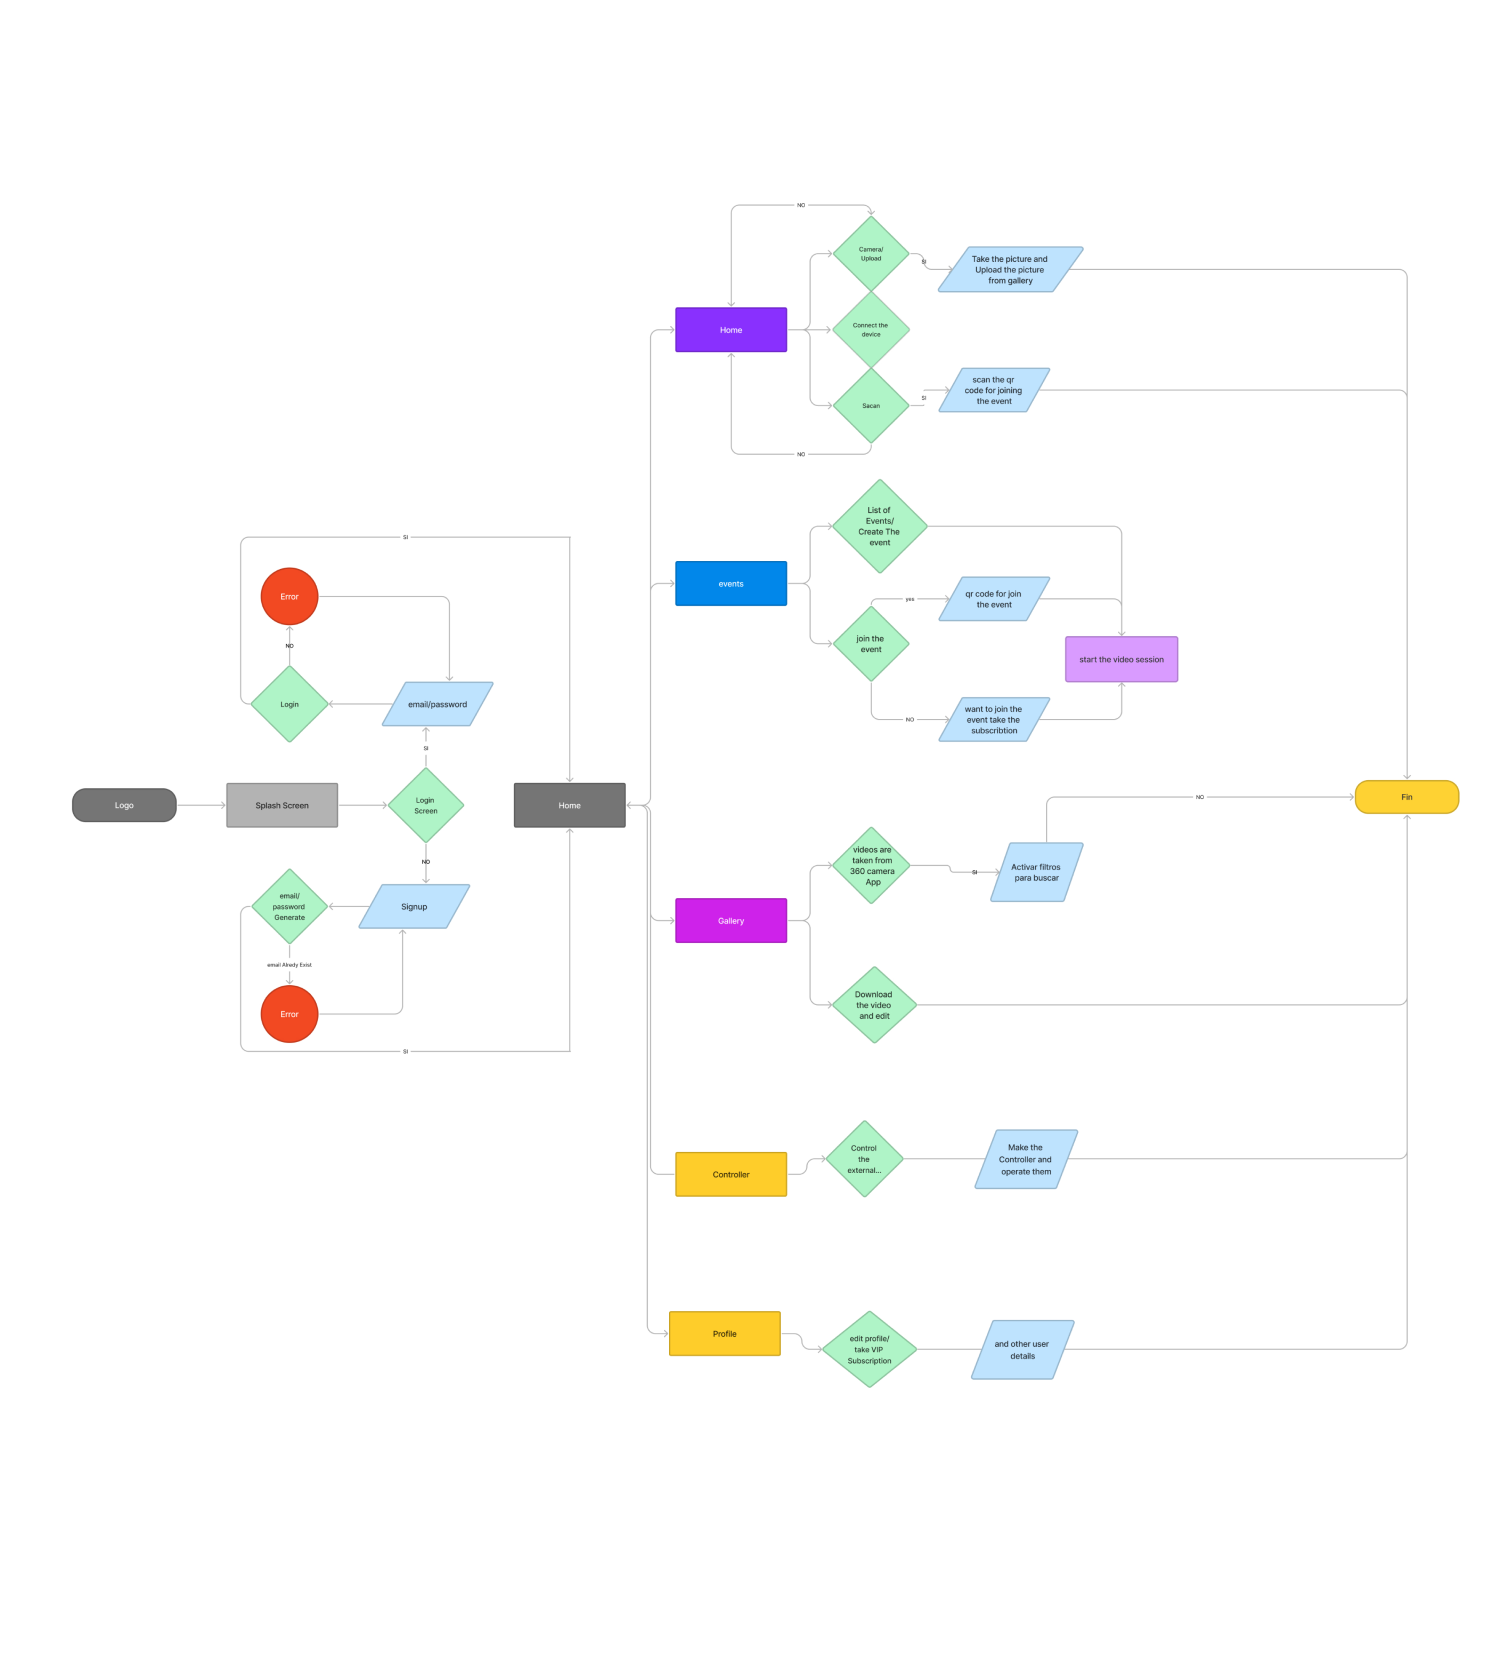 NO
Camera/
Upload
SI
Take the picture and
Upload the picture
from gallery
Home
Connect the
device
Sacan
SI
scan the qr
code for joining
the event
NO
List of
Events/
Create The
event
events
yes
qr code for join
the event
join the
event
start the video session
NO
want to join the
event take the
subscribtion
SI
Error
NO
Login
email/password
SI
Logo
Splash Screen
Login
Screen
Home
NO
email/
password
Generate
Signup
email Alredy Exist
Error
SI
NO
Fin
videos are
taken from
360 camera
App
SI
Activar filtros
para buscar
Gallery
Download
the video
and edit
Control
the
external...
Make the
Controller and
operate them
Controller
Profile
edit profile/
take VIP
Subscription
and other user
details